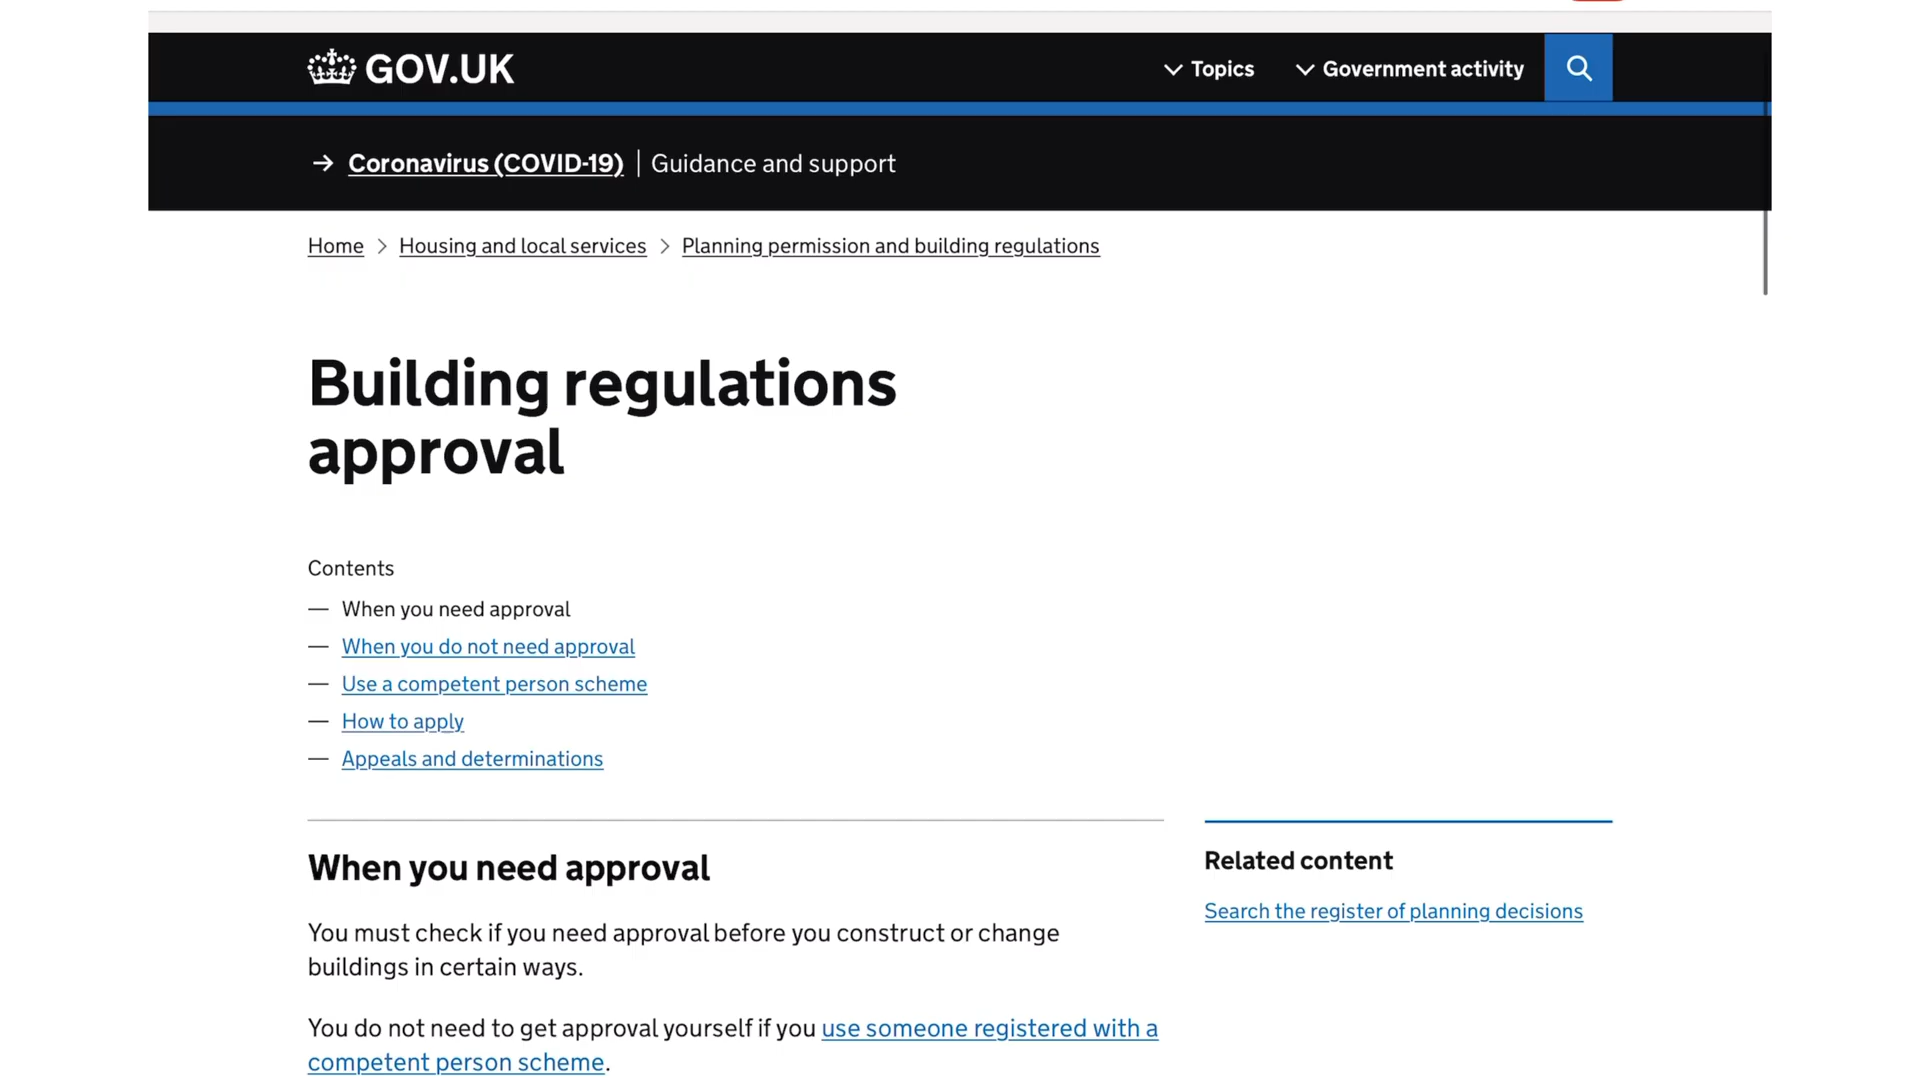 GOV.UK
Topics
Government activity
→ Coronavirus (COVID-19) | Guidance and support
Home > Housing and local services > Planning permission and building regulations
Building regulations
approval
Contents
— When you need approval
— When you do not need approval
— Use a competent person scheme
— How to apply
— Appeals and determinations
When you need approval
You must check if you need approval before you construct or change
buildings in certain ways.
You do not need to get approval yourself if you use someone registered with a
competent person scheme.
Related content
Search the register of planning decisions